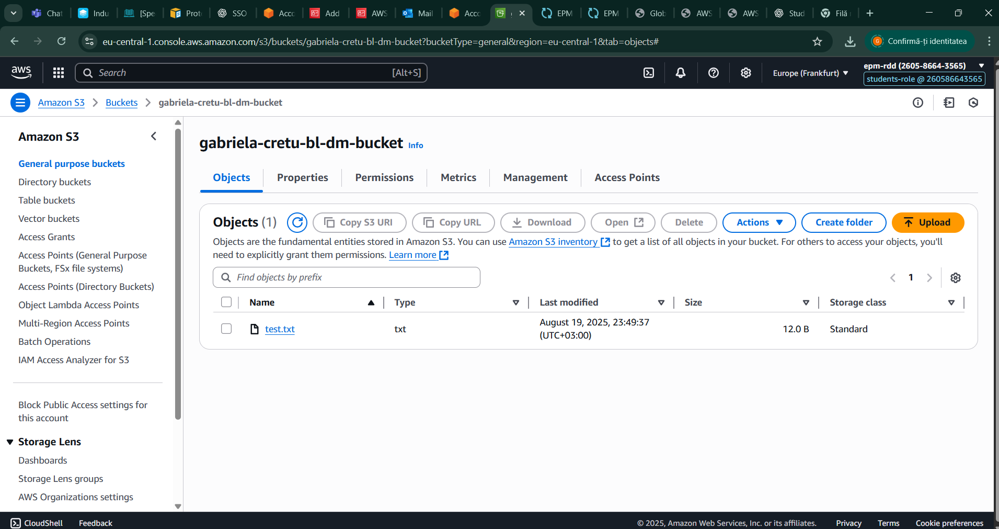 Chat
Indu
[Spe
Prot
SSO
Acco
Add
AWS
Mail
Acco
EPM
EPM
Glob
AWS
AWS
Stud
Filă
eu-central-1.console.aws.amazon.com/s3/buckets/gabriela-cretu-bl-dm-bucket?bucketType=general&region=eu-central-1&tab=objects#
G
Confirmă-ți identitatea
aws
Search
[Alt+S]
Europe (Frankfurt)
epm-rdd (2605-8664-3565)
students-role @ 260586643565
Amazon S3
Buckets
gabriela-cretu-bl-dm-bucket
Amazon S3
General purpose buckets
Directory buckets
Table buckets
Vector buckets
Access Grants
Access Points (General Purpose
Buckets, FSx file systems)
Access Points (Directory Buckets)
Object Lambda Access Points
Multi-Region Access Points
Batch Operations
IAM Access Analyzer for S3
Block Public Access settings for
this account
Storage Lens
Dashboards
Storage Lens groups
AWS Organizations settings
gabriela-cretu-bl-dm-bucket Info
Objects
Properties
Permissions
Metrics
Management
Access Points
Objects (1)
Copy S3 URI
Copy URL
Download
Open
Delete
Actions
Create folder
Upload
Objects are the fundamental entities stored in Amazon S3. You can use Amazon S3 inventory to get a list of all objects in your bucket. For others to access your objects, you'll
need to explicitly grant them permissions. Learn more
Find objects by prefix
1
Name
Type
Last modified
Size
Storage class
test.txt
txt
August 19, 2025, 23:49:37
(UTC+03:00)
12.0 B
Standard
CloudShell
Feedback
© 2025, Amazon Web Services, Inc. or its affiliates.
Privacy
Terms
Cookie preferences